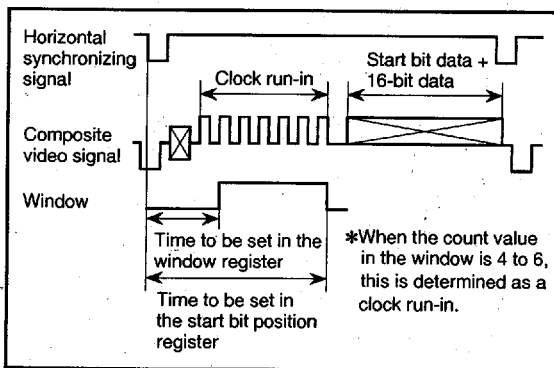 Horizontal
synchronizing
signal
Start bit data +
16-bit data
Clock run-in
Composite
video signal
Window
Time to be set in the
window register
Time to be set in
the start bit position
register
*When the count value
in the window is 4 to 6,
this is determined as a
clock run-in.